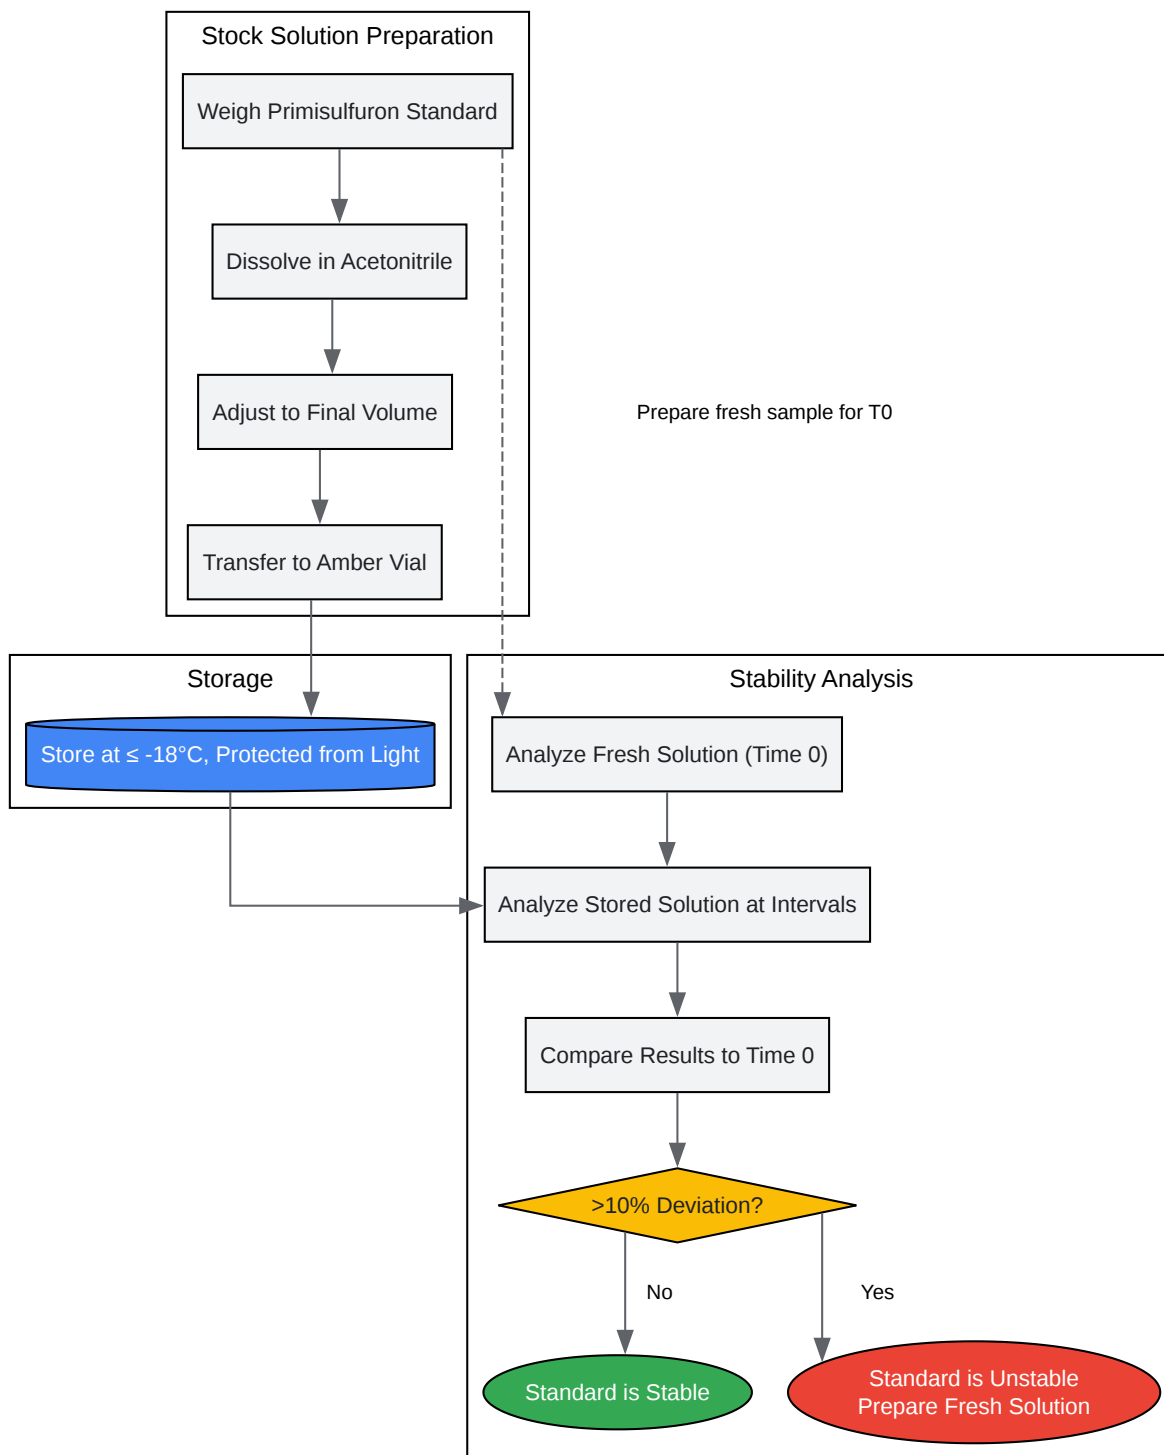 Stock Solution Preparation
Weigh Primisulfuron Standard
Dissolve in Acetonitrile
Adjust to Final Volume
Prepare fresh sample for T0
Transfer to Amber Vial
Storage
Store at ≤ -18°C, Protected from Light
Stability Analysis
Analyze Fresh Solution (Time 0)
Analyze Stored Solution at Intervals
Compare Results to Time 0
>10% Deviation?
No
Yes
Standard is Stable
Standard is Unstable
Prepare Fresh Solution